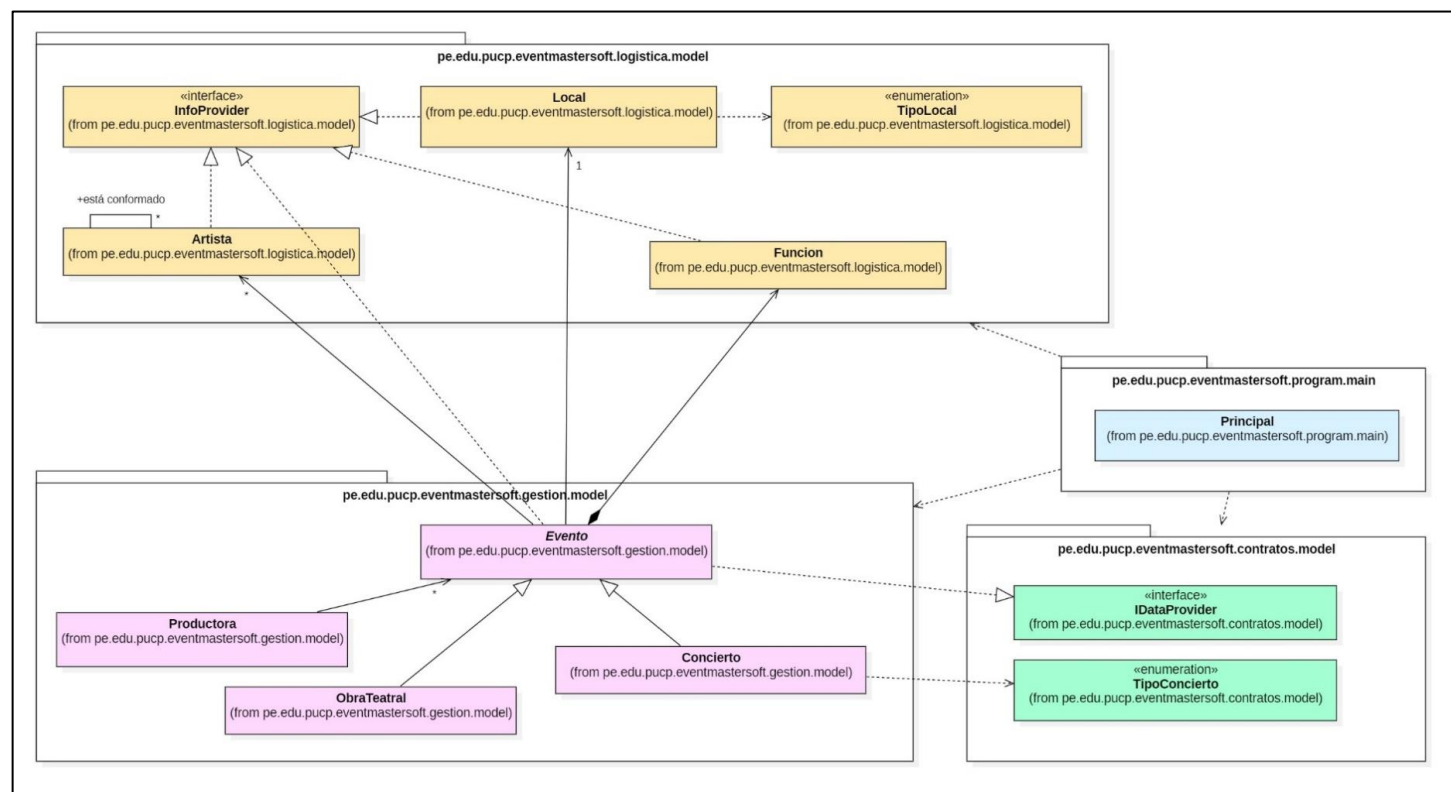 pe.edu.pucp.eventmastersoft.logistica.model
«interface»
InfoProvider
(from pe.edu.pucp.eventmastersoft.logistica.model)
Local
(from pe.edu.pucp.eventmastersoft.logistica.model)
«enumeration»
TipoLocal
(from pe.edu.pucp.eventmastersoft.logistica.model)
1
+está conformado
*
Artista
(from pe.edu.pucp.eventmastersoft.logistica.model)
*
Funcion
(from pe.edu.pucp.eventmastersoft.logistica.model)
pe.edu.pucp.eventmastersoft.program.main
Principal
(from pe.edu.pucp.eventmastersoft.program.main)
pe.edu.pucp.eventmastersoft.gestion.model
Evento
(from pe.edu.pucp.eventmastersoft.gestion.model)
*
Productora
(from pe.edu.pucp.eventmastersoft.gestion.model)
Concierto
(from pe.edu.pucp.eventmastersoft.gestion.model)
ObraTeatral
(from pe.edu.pucp.eventmastersoft.gestion.model)
pe.edu.pucp.eventmastersoft.contratos.model
«interface»
IDataProvider
(from pe.edu.pucp.eventmastersoft.contratos.model)
«enumeration»
TipoConcierto
(from pe.edu.pucp.eventmastersoft.contratos.model)